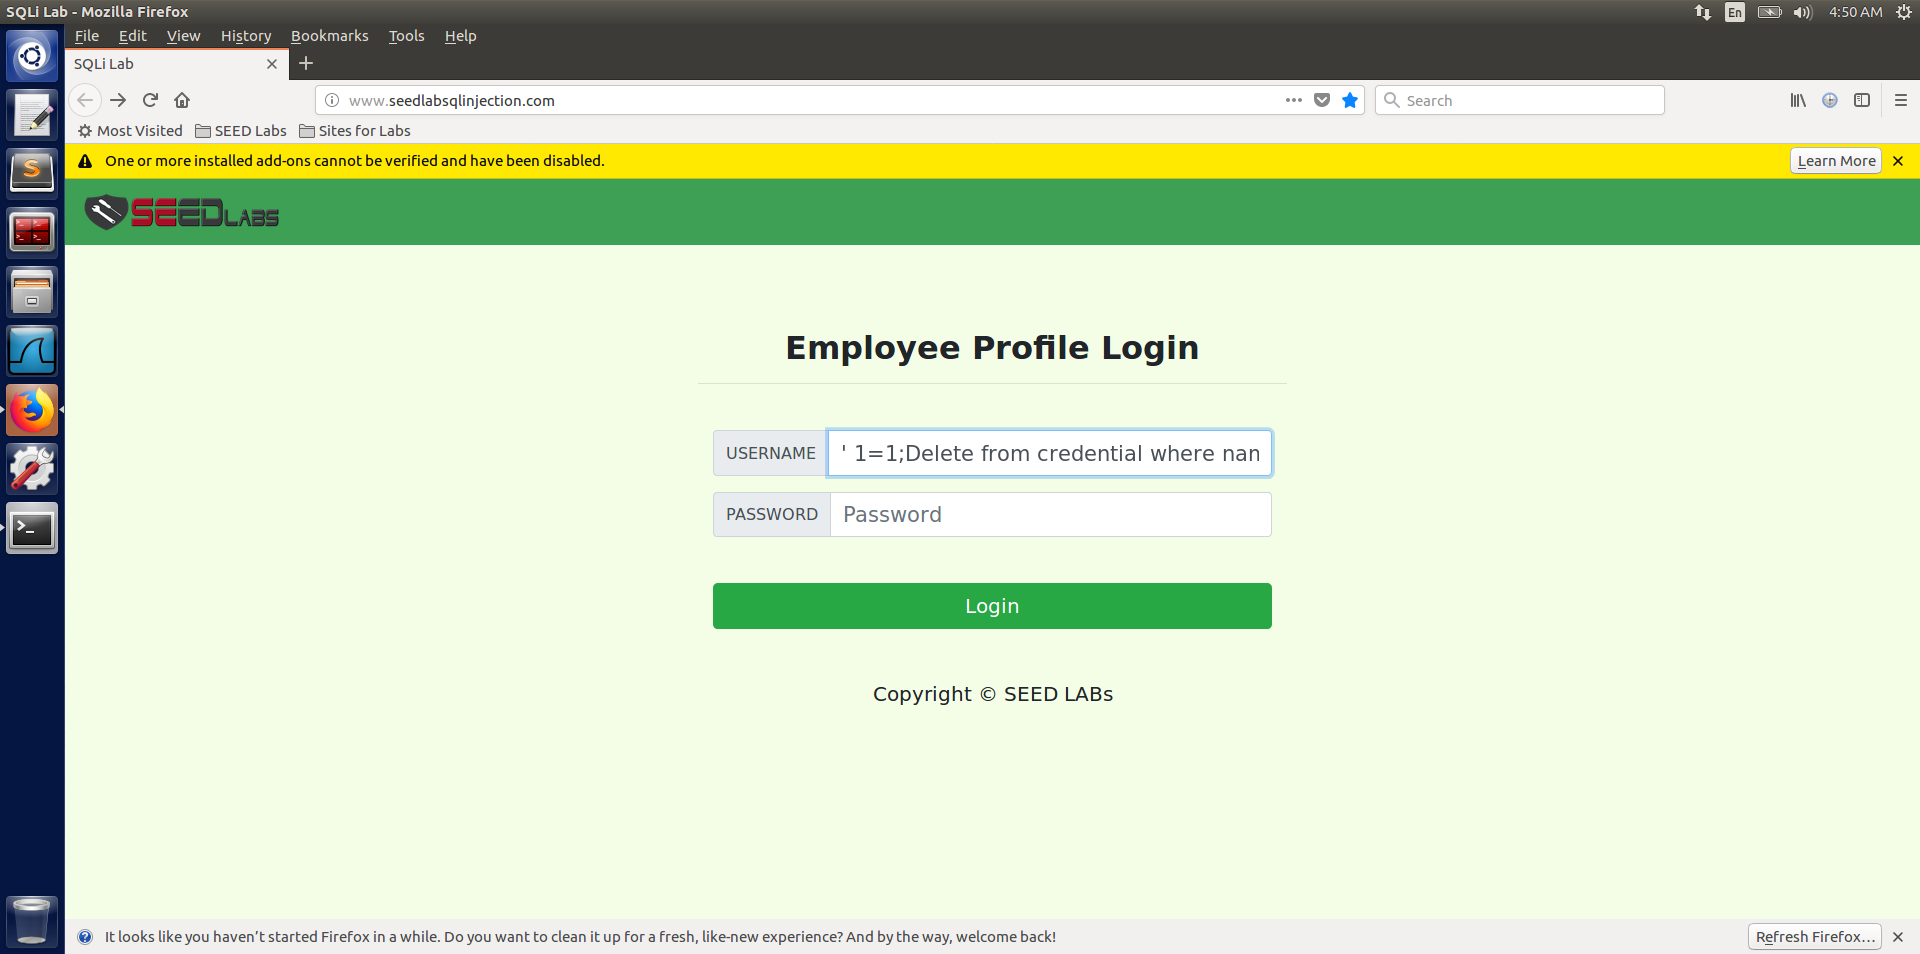 SQLi Lab - Mozilla Firefox
En
4:50 AM
File Edit View History Bookmarks Tools Help
SQLi Lab
www.seedlabsqlinjection.com
Search
Most Visited SEED Labs Sites for Labs
One or more installed add-ons cannot be verified and have been disabled.
Learn More
SEEDLABS
Employee Profile Login
USERNAME ' 1=1;Delete from credential where nan
PASSWORD Password
Login
Copyright © SEED LABs
It looks like you haven't started Firefox in a while. Do you want to clean it up for a fresh, like-new experience? And by the way, welcome back!
Refresh Firefox...